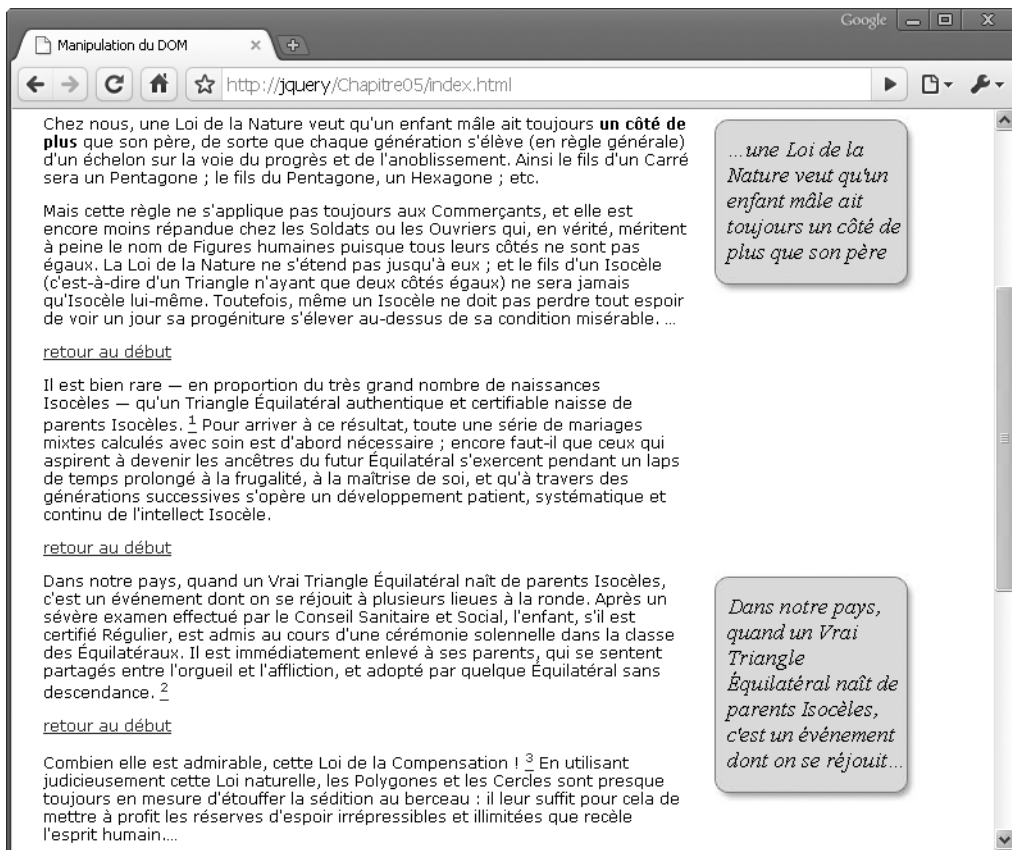 Google
Manipulation du DOM
http://jquery/Chapitre05/index.html
Chez nous, une Loi de la Nature veut qu'un enfant mâle ait toujours un côté de
plus que son père, de sorte que chaque génération s'élève (en règle générale)
d'un échelon sur la voie du progrès et de l'anoblissement. Ainsi le fils d'un Carré
sera un Pentagone ; le fils du Pentagone, un Hexagone ; etc.
...une Loi de la
Nature veut qu'un
enfant mâle ait
toujours un côté de
plus que son père
Mais cette règle ne s'applique pas toujours aux Commerçants, et elle est
encore moins répandue chez les Soldats ou les Ouvriers qui, en vérité, méritent
à peine le nom de Figures humaines puisque tous leurs côtés ne sont pas
égaux. La Loi de la Nature ne s'étend pas jusqu'à eux ; et le fils d'un Isocèle
(c'est-à-dire d'un Triangle n'ayant que deux côtés égaux) ne sera jamais
qu'Isocèle lui-même. Toutefois, même un Isocèle ne doit pas perdre tout espoir
de voir un jour sa progéniture s'élever au-dessus de sa condition misérable. ...
retour au début
Il est bien rare — en proportion du très grand nombre de naissances
Isocèles — qu'un Triangle Équilatéral authentique et certifiable naisse de
parents Isocèles. 1 Pour arriver à ce résultat, toute une série de mariages
mixtes calculés avec soin est d'abord nécessaire ; encore faut-il que ceux qui
aspirent à devenir les ancêtres du futur Équilatéral s'exercent pendant un laps
de temps prolongé à la frugalité, à la maîtrise de soi, et qu'à travers des
générations successives s'opère un développement patient, systématique et
continu de l'intellect Isocèle.
retour au début
Dans notre pays, quand un Vrai Triangle Équilatéral naît de parents Isocèles,
c'est un événement dont on se réjouit à plusieurs lieues à la ronde. Après un
sévère examen effectué par le Conseil Sanitaire et Social, l'enfant, s'il est
certifié Régulier, est admis au cours d'une cérémonie solennelle dans la classe
des Équilatéraux. Il est immédiatement enlevé à ses parents, qui se sentent
partagés entre l'orgueil et l'affliction, et adopté par quelque Équilatéral sans
descendance. 2
Dans notre pays,
quand un Vrai
Triangle
Équilatéral naît de
parents Isocèles,
c'est un événement
dont on se réjouit...
retour au début
Combien elle est admirable, cette Loi de la Compensation ! 3 En utilisant
judicieusement cette Loi naturelle, les Polygones et les Cercles sont presque
toujours en mesure d'étouffer la sédition au berceau : il leur suffit pour cela de
mettre à profit les réserves d'espoir irrépressibles et illimitées que recèle
l'esprit humain....